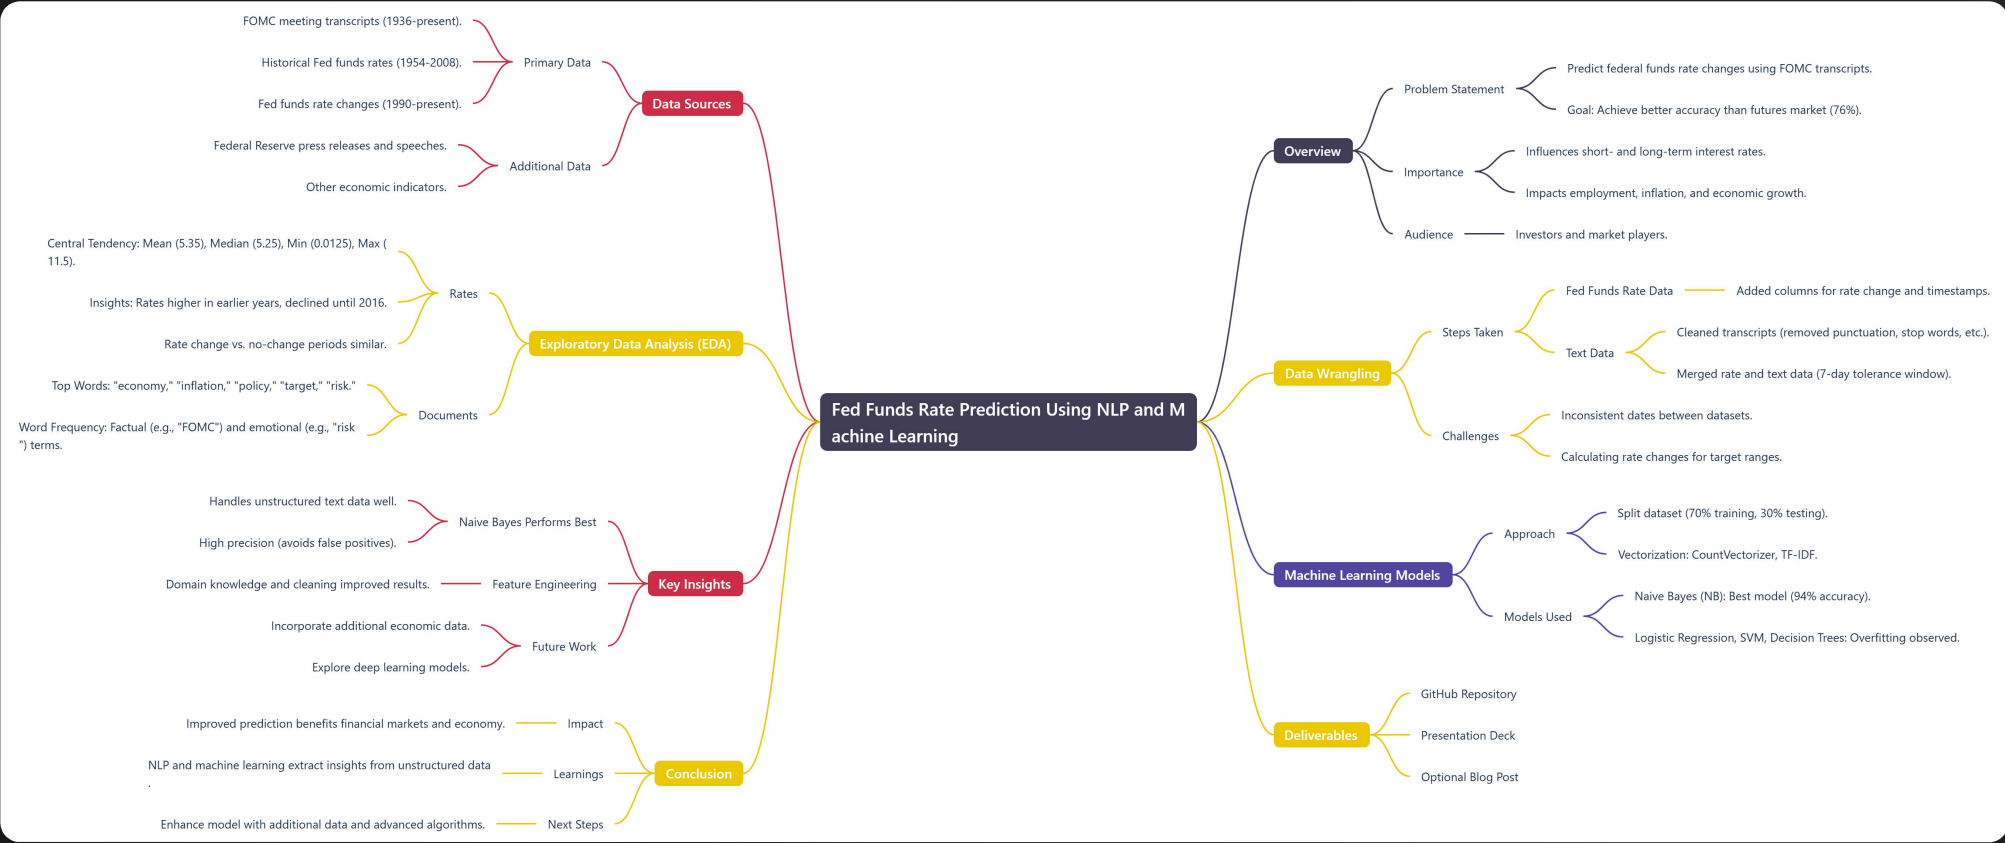 Fed Funds Rate Prediction Using NLP and M
achine Learning
Overview
Problem Statement
Predict federal funds rate changes using FOMC transcripts.
Goal: Achieve better accuracy than futures market (76%).
Importance
Influences short- and long-term interest rates.
Impacts employment, inflation, and economic growth.
Audience
Investors and market players.
Data Wrangling
Steps Taken
Fed Funds Rate Data
Added columns for rate change and timestamps.
Text Data
Cleaned transcripts (removed punctuation, stop words, etc.).
Merged rate and text data (7-day tolerance window).
Challenges
Inconsistent dates between datasets.
Calculating rate changes for target ranges.
Machine Learning Models
Approach
Split dataset (70% training, 30% testing).
Vectorization: CountVectorizer, TF-IDF.
Models Used
Naive Bayes (NB): Best model (94% accuracy).
Logistic Regression, SVM, Decision Trees: Overfitting observed.
Deliverables
GitHub Repository
Presentation Deck
Optional Blog Post
Data Sources
Primary Data
FOMC meeting transcripts (1936-present).
Historical Fed funds rates (1954-2008).
Fed funds rate changes (1990-present).
Additional Data
Federal Reserve press releases and speeches.
Other economic indicators.
Exploratory Data Analysis (EDA)
Rates
Central Tendency: Mean (5.35), Median (5.25), Min (0.0125), Max (
11.5).
Insights: Rates higher in earlier years, declined until 2016.
Rate change vs. no-change periods similar.
Documents
Top Words: "economy," "inflation," "policy," "target," "risk."
Word Frequency: Factual (e.g., "FOMC") and emotional (e.g., "risk
") terms.
Key Insights
Naive Bayes Performs Best
Handles unstructured text data well.
High precision (avoids false positives).
Feature Engineering
Domain knowledge and cleaning improved results.
Future Work
Incorporate additional economic data.
Explore deep learning models.
Conclusion
Impact
Improved prediction benefits financial markets and economy.
Learnings
NLP and machine learning extract insights from unstructured data
.
Next Steps
Enhance model with additional data and advanced algorithms.